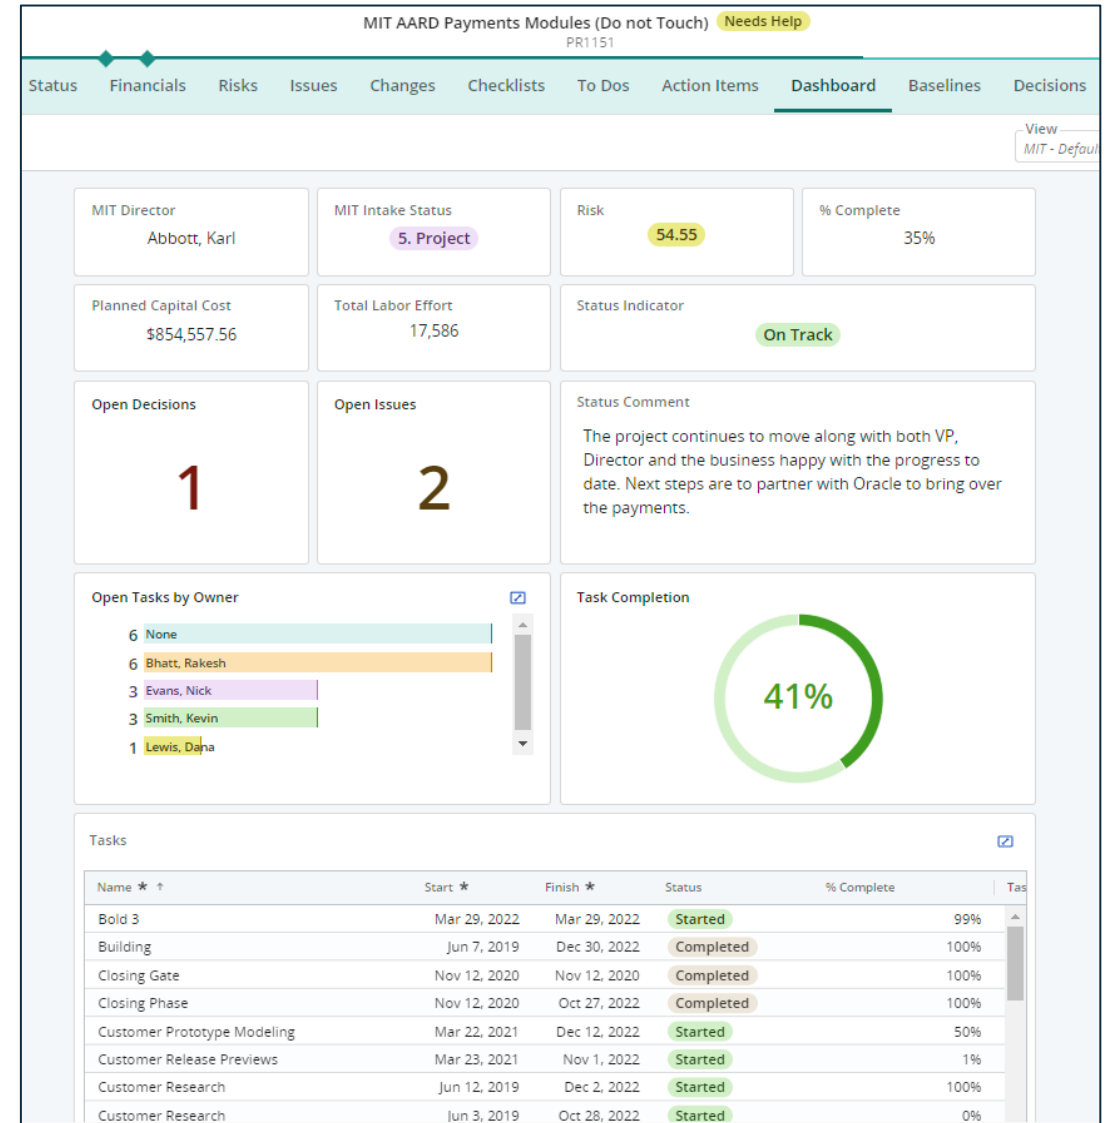 MIT AARD Payments Modules (Do not Touch) Needs Help
PR1151
Status Financials Risks Issues Changes Checklists To Dos Action Items Dashboard Baselines Decisions
View
MIT - Defaul
MIT Director
Abbott, Karl
MIT Intake Status
5. Project
Risk
54.55
% Complete
35%
Planned Capital Cost
$854,557.56
Total Labor Effort
17,586
Status Indicator
On Track
Open Decisions
1
Open Issues
2
Status Comment
The project continues to move along with both VP,
Director and the business happy with the progress to
date. Next steps are to partner with Oracle to bring over
the payments.
Open Tasks by Owner
6 None
6 Bhatt, Rakesh
3 Evans, Nick
3 Smith, Kevin
1 Lewis, Dana
Task Completion
41%
Tasks
Name * ↑ Start * Finish * Status % Complete Tas
Bold 3 Mar 29, 2022 Mar 29, 2022 Started 99%
Building Jun 7, 2019 Dec 30, 2022 Completed 100%
Closing Gate Nov 12, 2020 Nov 12, 2020 Completed 100%
Closing Phase Nov 12, 2020 Oct 27, 2022 Completed 100%
Customer Prototype Modeling Mar 22, 2021 Dec 12, 2022 Started 50%
Customer Release Previews Mar 23, 2021 Nov 1, 2022 Started 1%
Customer Research Jun 12, 2019 Dec 2, 2022 Started 100%
Customer Research Jun 3, 2019 Oct 28, 2022 Started 0%